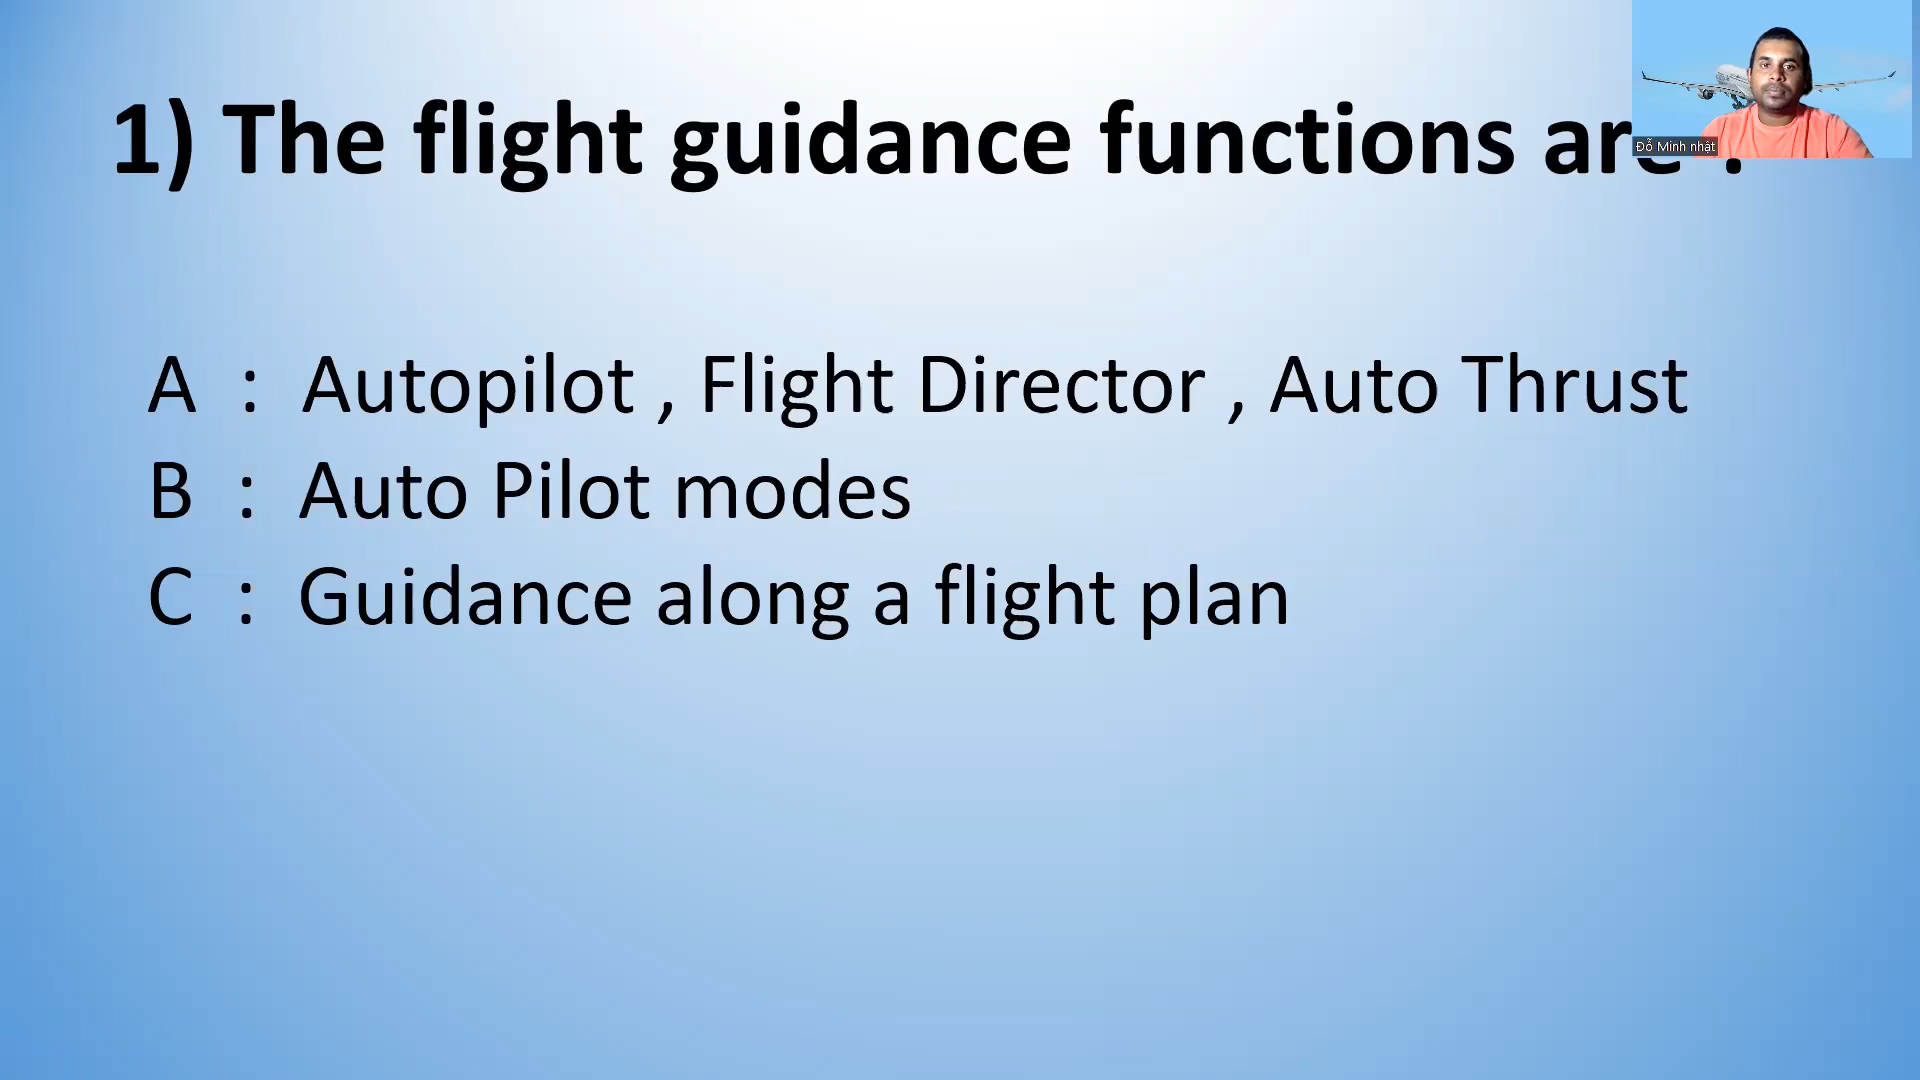 1) The flight guidance functions are :
Đỗ Minh nhật
A : Autopilot , Flight Director , Auto Thrust
B : Auto Pilot modes
C : Guidance along a flight plan